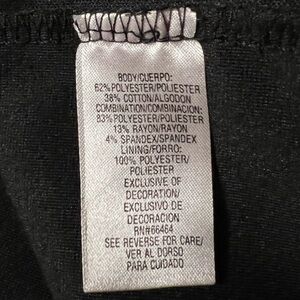 BODY/CUERPO:
62%POLYESTER/POLIESTER
38% COTTON/ALGODON
COMBINATION/COMBINACION:
83%POLYESTER/POLIESTER
13% RAYON/RAYON
4% SPANDEX/SPANDEX
LINING/FORRO:
100% POLYESTER/
POLIESTER
EXCLUSIVE OF
DECORATION/
EXCLUSIVO DE
DECORACION
RN#66464
SEE REVERSE FOR CARE/
VER AL DORSO
PARA CUIDADO